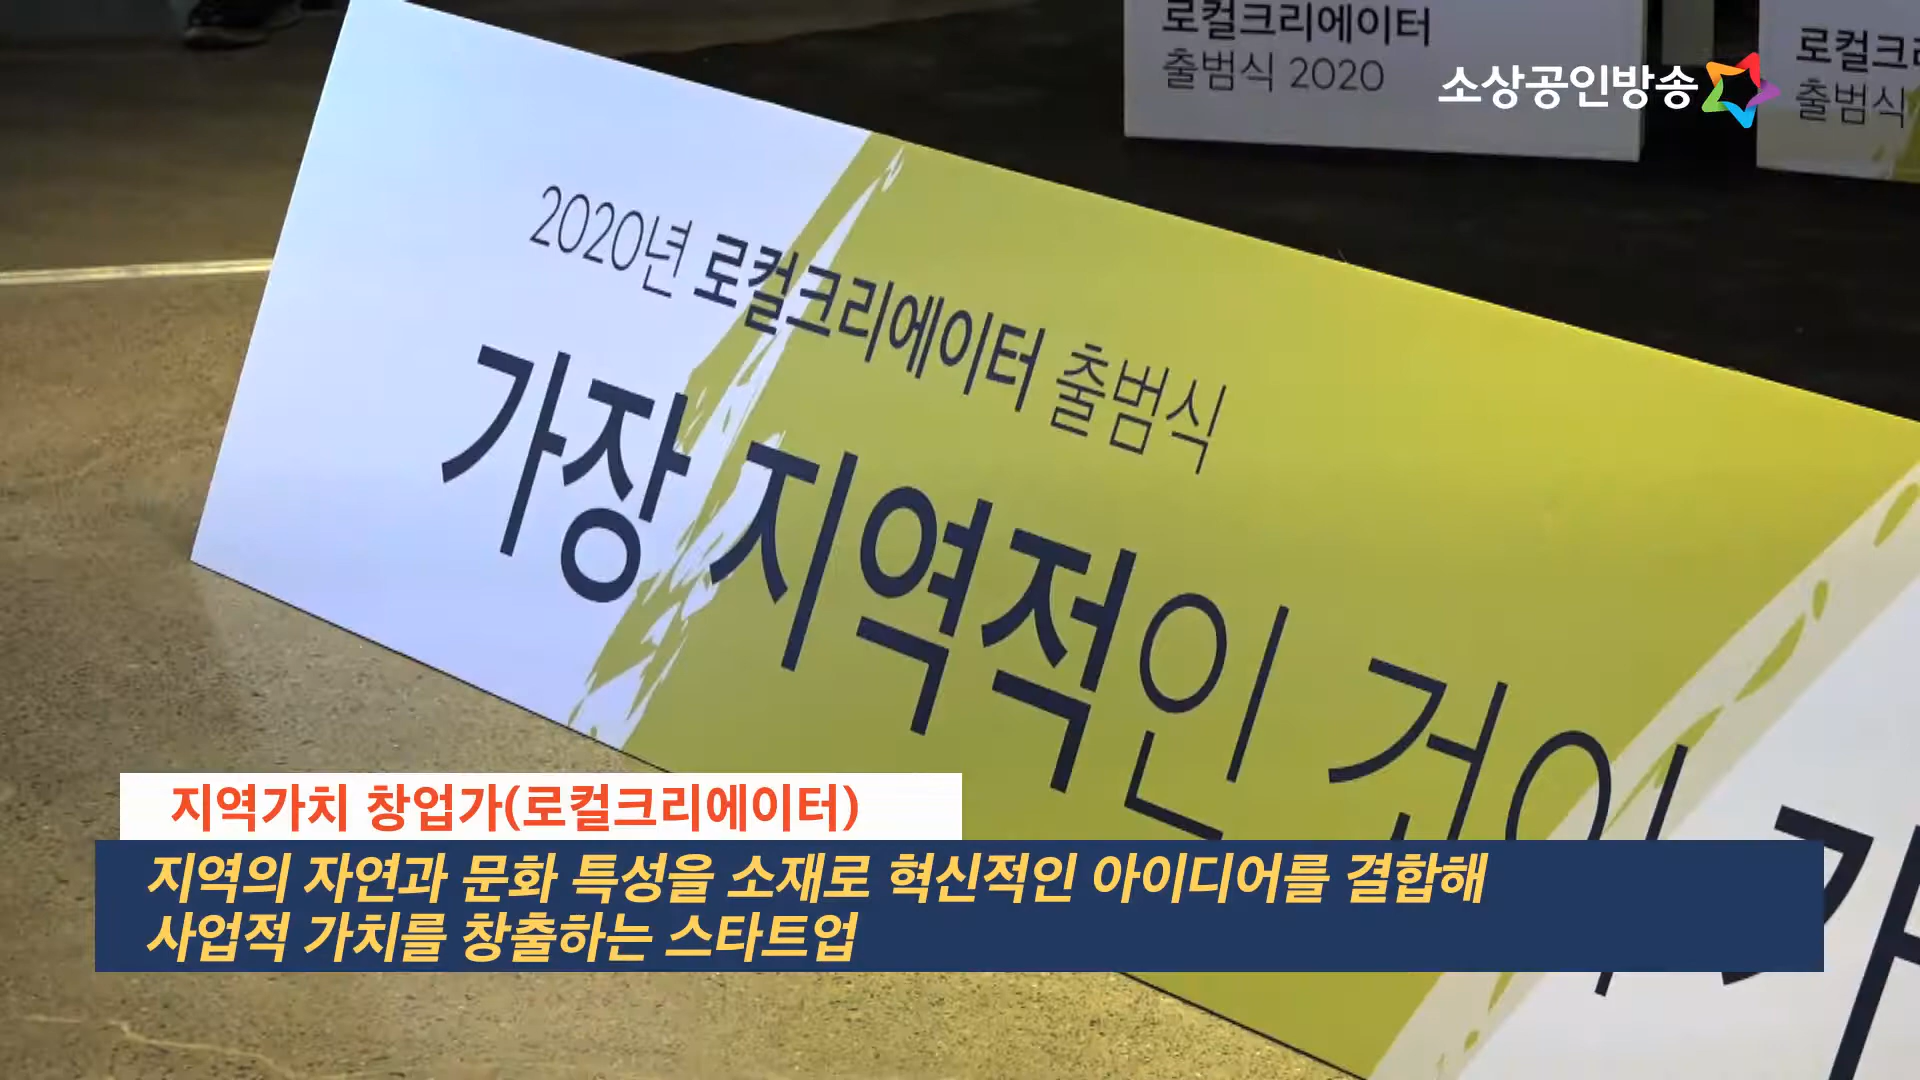 로컬크리에이터
출범식 2020
소상공인방송
출범식
2020년 로컬크리에이터 출범식
가장 지역적인 것이
지역가치 창업가(로컬크리에이터)
지역의 자연과 문화 특성을 소재로 혁신적인 아이디어를 결합해
사업적 가치를 창출하는 스타트업